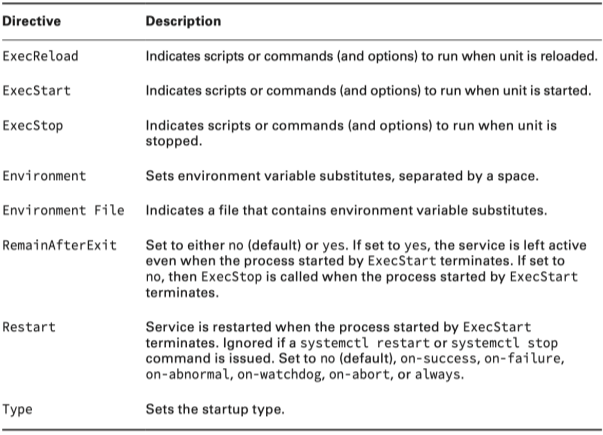 Directive Description
ExecReload Indicates scripts or commands (and options) to run when unit is reloaded.
ExecStart Indicates scripts or commands (and options) to run when unit is started.
ExecStop Indicates scripts or commands (and options) to run when unit is
stopped.
Environment Sets environment variable substitutes, separated by a space.
Environment File Indicates a file that contains environment variable substitutes.
RemainAfterExit Set to either no (default) or yes. If set to yes, the service is left active
even when the process started by ExecStart terminates. If set to
no, then ExecStop is called when the process started by ExecStart
terminates.
Restart Service is restarted when the process started by ExecStart
terminates. Ignored if a systemctl restart or systemctl stop
command is issued. Set to no (default), on-success, on-failure,
on-abnormal, on-watchdog, on-abort, or always.
Type Sets the startup type.